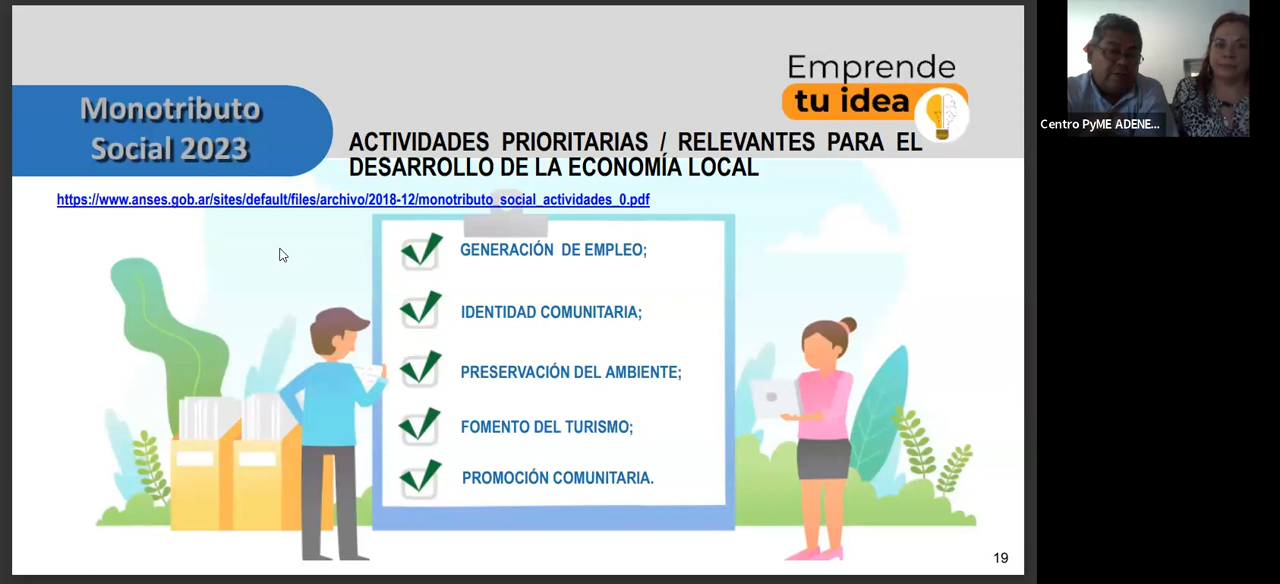 Monotributo
Social 2023
Emprende
tu idea
ACTIVIDADES PRIORITARIAS / RELEVANTES PARA EL
DESARROLLO DE LA ECONOMÍA LOCAL
https://www.anses.gob.ar/sites/default/files/archivo/2018-12/monotributo_social_actividades_0.pdf
GENERACIÓN DE EMPLEO;
IDENTIDAD COMUNITARIA;
PRESERVACIÓN DEL AMBIENTE;
FOMENTO DEL TURISMO;
PROMOCIÓN COMUNITARIA.
19
Centro PyME ADENE...